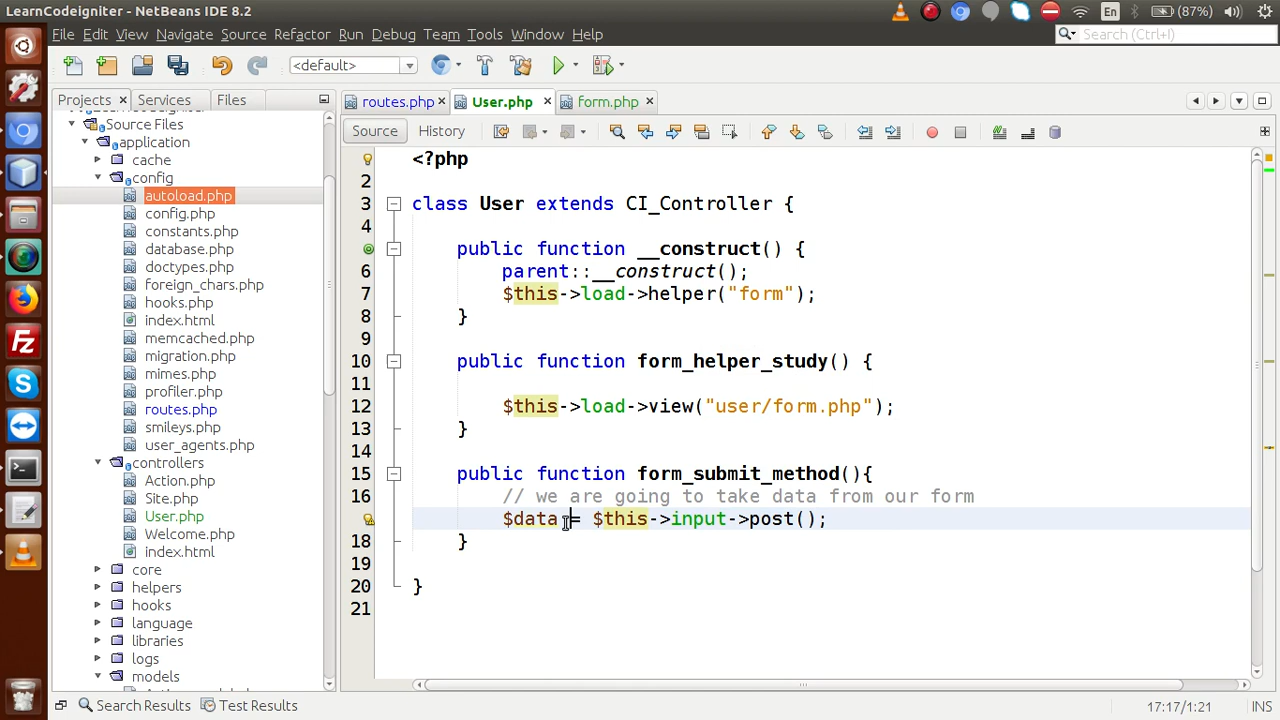 LearnCodeigniter - NetBeans IDE 8.2
En
(87%)
File Edit View Navigate Source Refactor Run Debug Team Tools Window Help
Search (Ctrl+I)
<default>
Projects Services Files
routes.php User.php form.php
Source History
Source Files
application
cache
config
autoload.php
config.php
constants.php
database.php
doctypes.php
foreign_chars.php
hooks.php
index.html
memcached.php
migration.php
mimes.php
profiler.php
routes.php
smileys.php
user_agents.php
controllers
Action.php
Site.php
User.php
Welcome.php
index.html
core
helpers
hooks
language
libraries
logs
models
<?php
2
3 class User extends CI_Controller {
4
public function __construct() {
6 parent::__construct();
7 $this->load->helper("form");
8 }
9
10 public function form_helper_study() {
11
12 $this->load->view("user/form.php");
13 }
14
15 public function form_submit_method(){
16 // we are going to take data from our form
$data = $this->input->post();
18 }
19
20 }
21
Search Results Test Results
17:17/1:21 INS